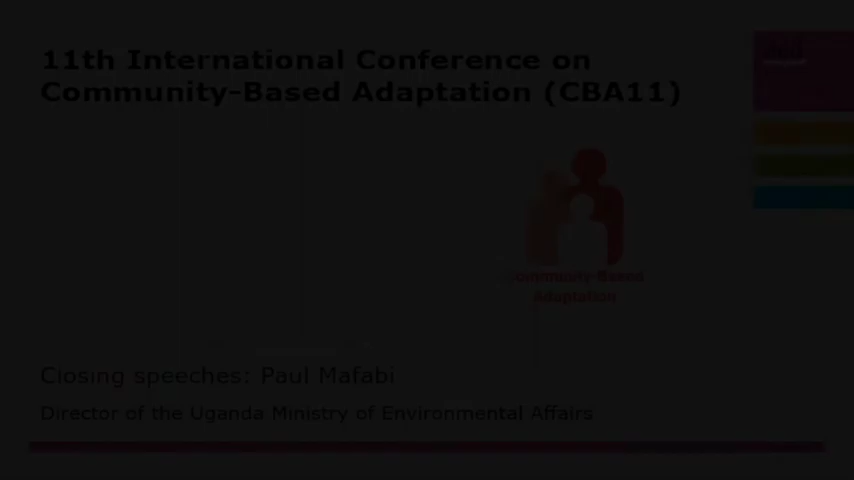 11th International Conference on
Community-Based Adaptation (CBA11)
Community-Based
Adaptation
Closing speeches: Paul Mafabi
Director of the Uganda Ministry of Environmental Affairs